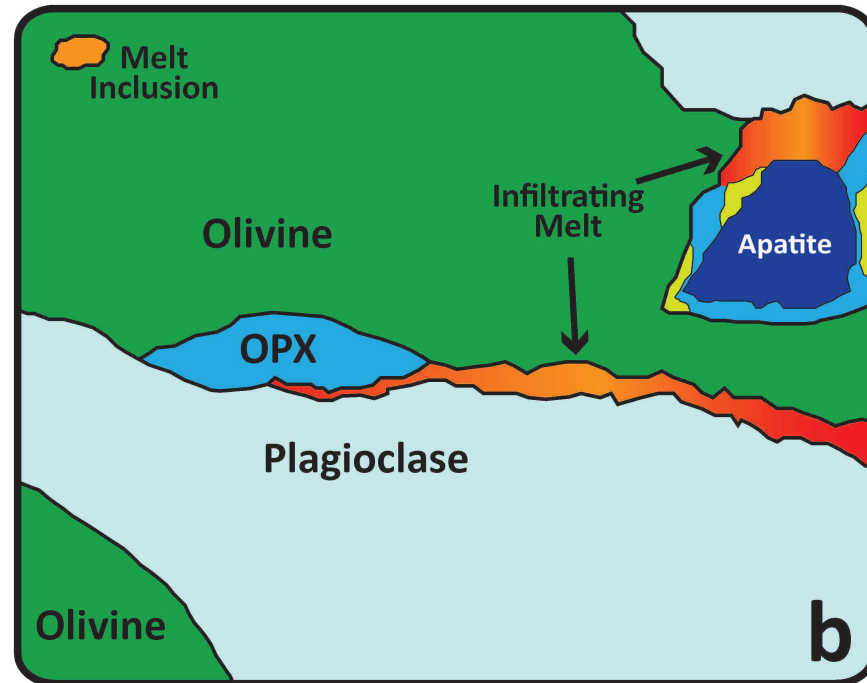 Melt
Inclusion
Infiltrating
Melt
Olivine
Apatite
OPX
Plagioclase
Olivine
b